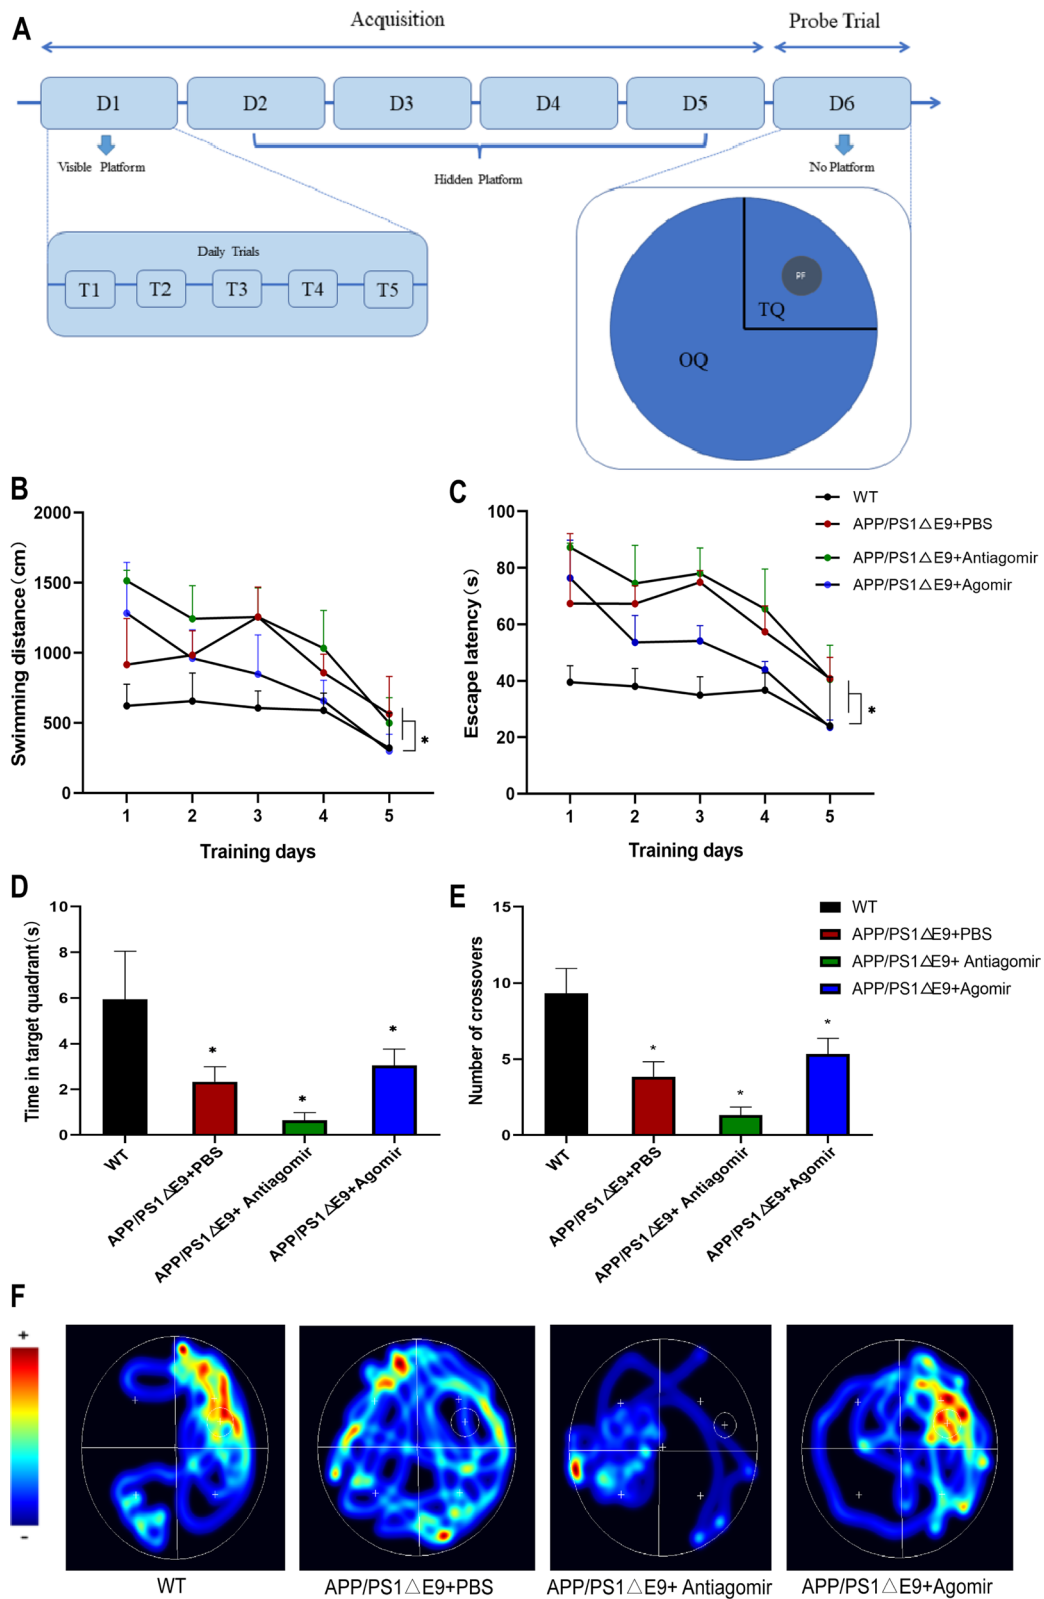 A
Acquisition
Probe Trial
D1
D2
D3
D4
D5
D6
Visible Platform
Hidden Platform
No Platform
Daily Trials
T1
T2
T3
T4
T5
PF
TQ
OQ
B
Swimming distance (cm)
2000
1500
1000
500
0
1
2
3
4
5
Training days
*
C
Escape latency (s)
100
80
60
40
20
0
1
2
3
4
5
Training days
*
WT
APP/PS1△E9+PBS
APP/PS1△E9+Antiagomir
APP/PS1△E9+Agomir
D
Time in target quadrant(s)
10
8
6
4
2
0
*
*
*
WT
APP/PS1△E9+PBS
APP/PS1△E9+ Antiagomir
APP/PS1△E9+Agomir
E
Number of crossovers
15
10
5
0
*
*
*
WT
APP/PS1△E9+PBS
APP/PS1△E9+ Antiagomir
APP/PS1△E9+Agomir
WT
APP/PS1△E9+PBS
APP/PS1△E9+ Antiagomir
APP/PS1△E9+Agomir
F
+
-
WT
APP/PS1△E9+PBS
APP/PS1△E9+ Antiagomir
APP/PS1△E9+Agomir